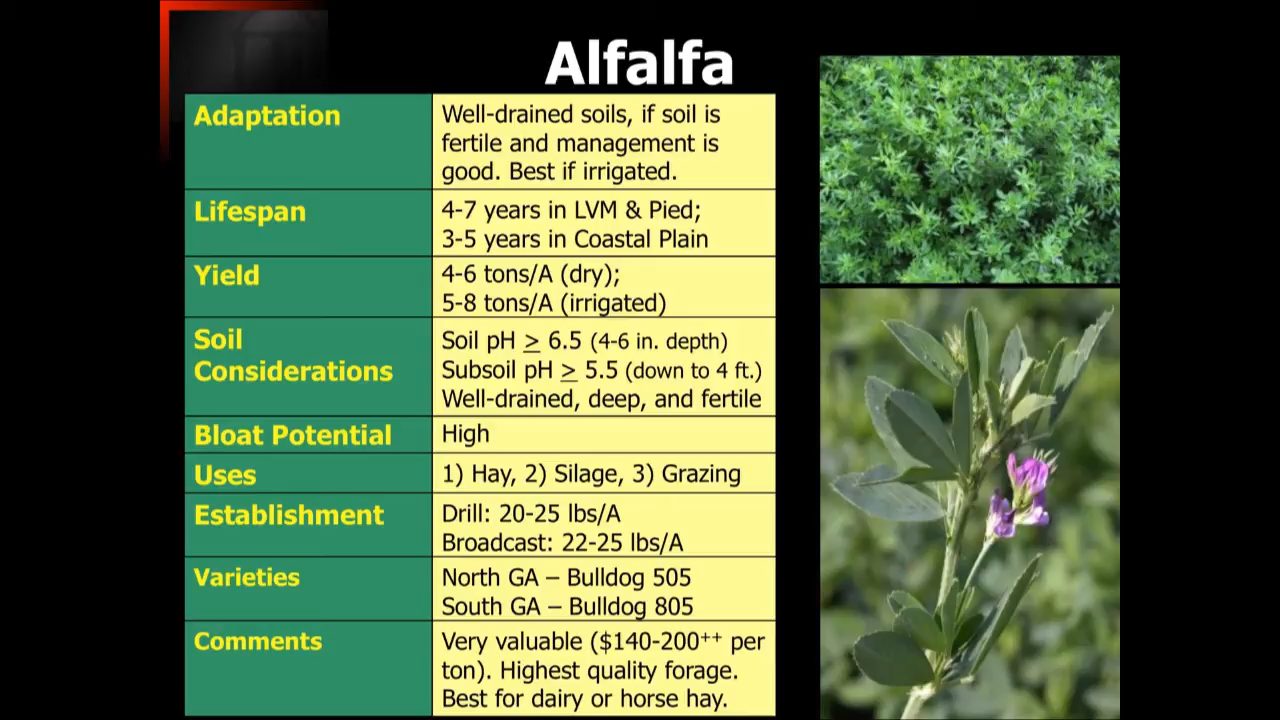 Alfalfa
Adaptation
Well-drained soils, if soil is
fertile and management is
good. Best if irrigated.
Lifespan
4-7 years in LVM & Pied;
3-5 years in Coastal Plain
Yield
4-6 tons/A (dry);
5-8 tons/A (irrigated)
Soil
Considerations
Soil pH ≥ 6.5 (4-6 in. depth)
Subsoil pH ≥ 5.5 (down to 4 ft.)
Well-drained, deep, and fertile
Bloat Potential
High
Uses
1) Hay, 2) Silage, 3) Grazing
Establishment
Drill: 20-25 lbs/A
Broadcast: 22-25 lbs/A
Varieties
North GA – Bulldog 505
South GA – Bulldog 805
Comments
Very valuable ($140-200⁺⁺ per
ton). Highest quality forage.
Best for dairy or horse hay.